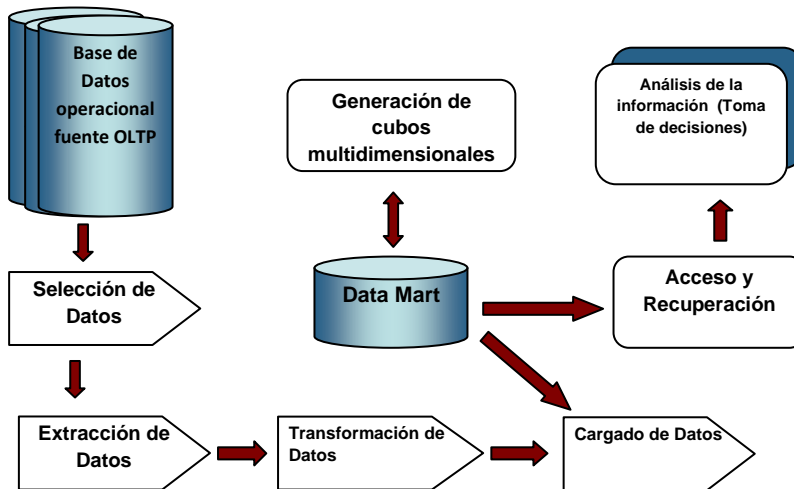 Base de
Datos
operacional
fuente OLTP
Generación de
cubos
multidimensionales
Análisis de la
información (Toma
de decisiones)
Selección de
Datos
Data Mart
Acceso y
Recuperación
Extracción de
Datos
Transformación de
Datos
Cargado de Datos